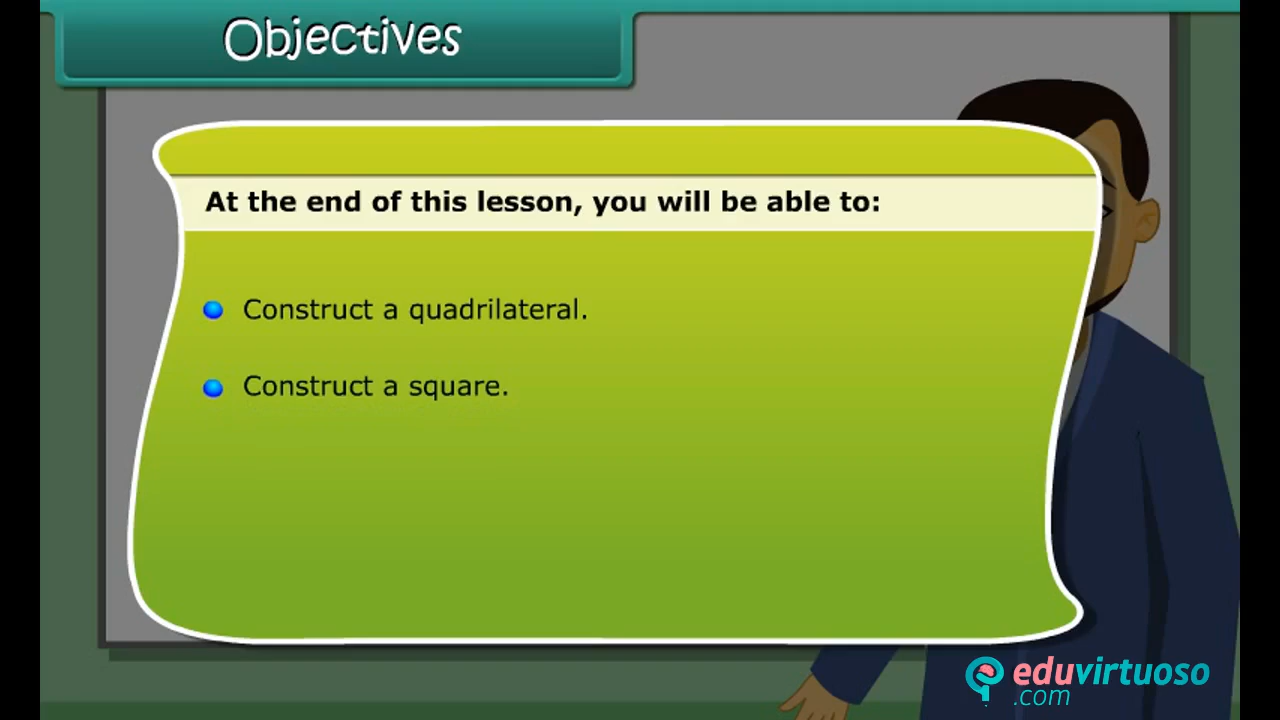 Objectives
At the end of this lesson, you will be able to:
Construct a quadrilateral.
Construct a square.
eduvirtuoso
.com